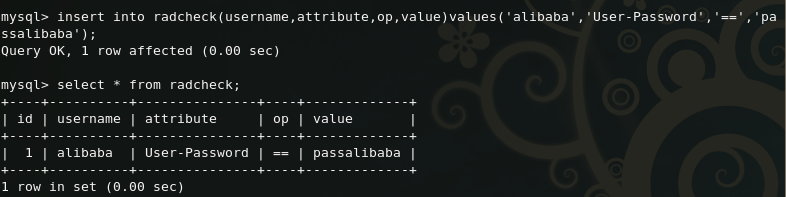 mysql> insert into radcheck(username,attribute,op,value)values('alibaba','User-Password','==','pa
ssalibaba');
Query OK, 1 row affected (0.00 sec)

mysql> select * from radcheck;
+----+----------+---------------+----+-------------+
| id | username | attribute     | op | value       |
+----+----------+---------------+----+-------------+
|  1 | alibaba  | User-Password | == | passalibaba |
+----+----------+---------------+----+-------------+
1 row in set (0.00 sec)